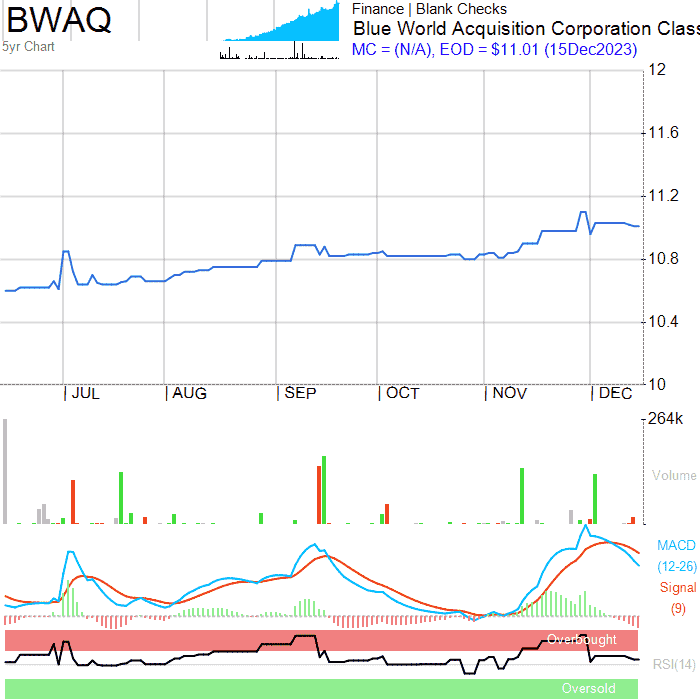 BWAQ
5yr Chart
Finance | Blank Checks
Blue World Acquisition Corporation Class
MC = (N/A), EOD = $11.01 (15Dec2023)
12
11.6
11.2
10.8
10.4
10
| JUL
| AUG
| SEP
| OCT
| NOV
| DEC
264k
Volume
MACD
(12-26)
Signal
(9)
Overbought
RSI(14)
Oversold